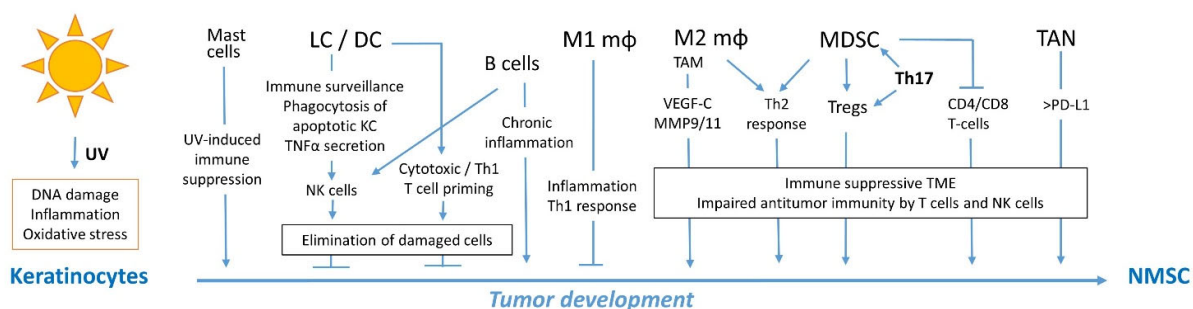 UV
DNA damage
Inflammation
Oxidative stress
Keratinocytes
Mast
cells
UV-induced
immune
suppression
LC / DC
Immune surveillance
Phagocytosis of
apoptotic KC
TNFα secretion
NK cells
Cytotoxic / Th1
T cell priming
Elimination of damaged cells
B cells
Chronic
inflammation
M1 mϕ
Inflammation
Th1 response
M2 mϕ
TAM
VEGF-C
MMP9/11
Th2
response
MDSC
Th17
Tregs
CD4/CD8
T-cells
TAN
>PD-L1
Immune suppressive TME
Impaired antitumor immunity by T cells and NK cells
Tumor development
NMSC